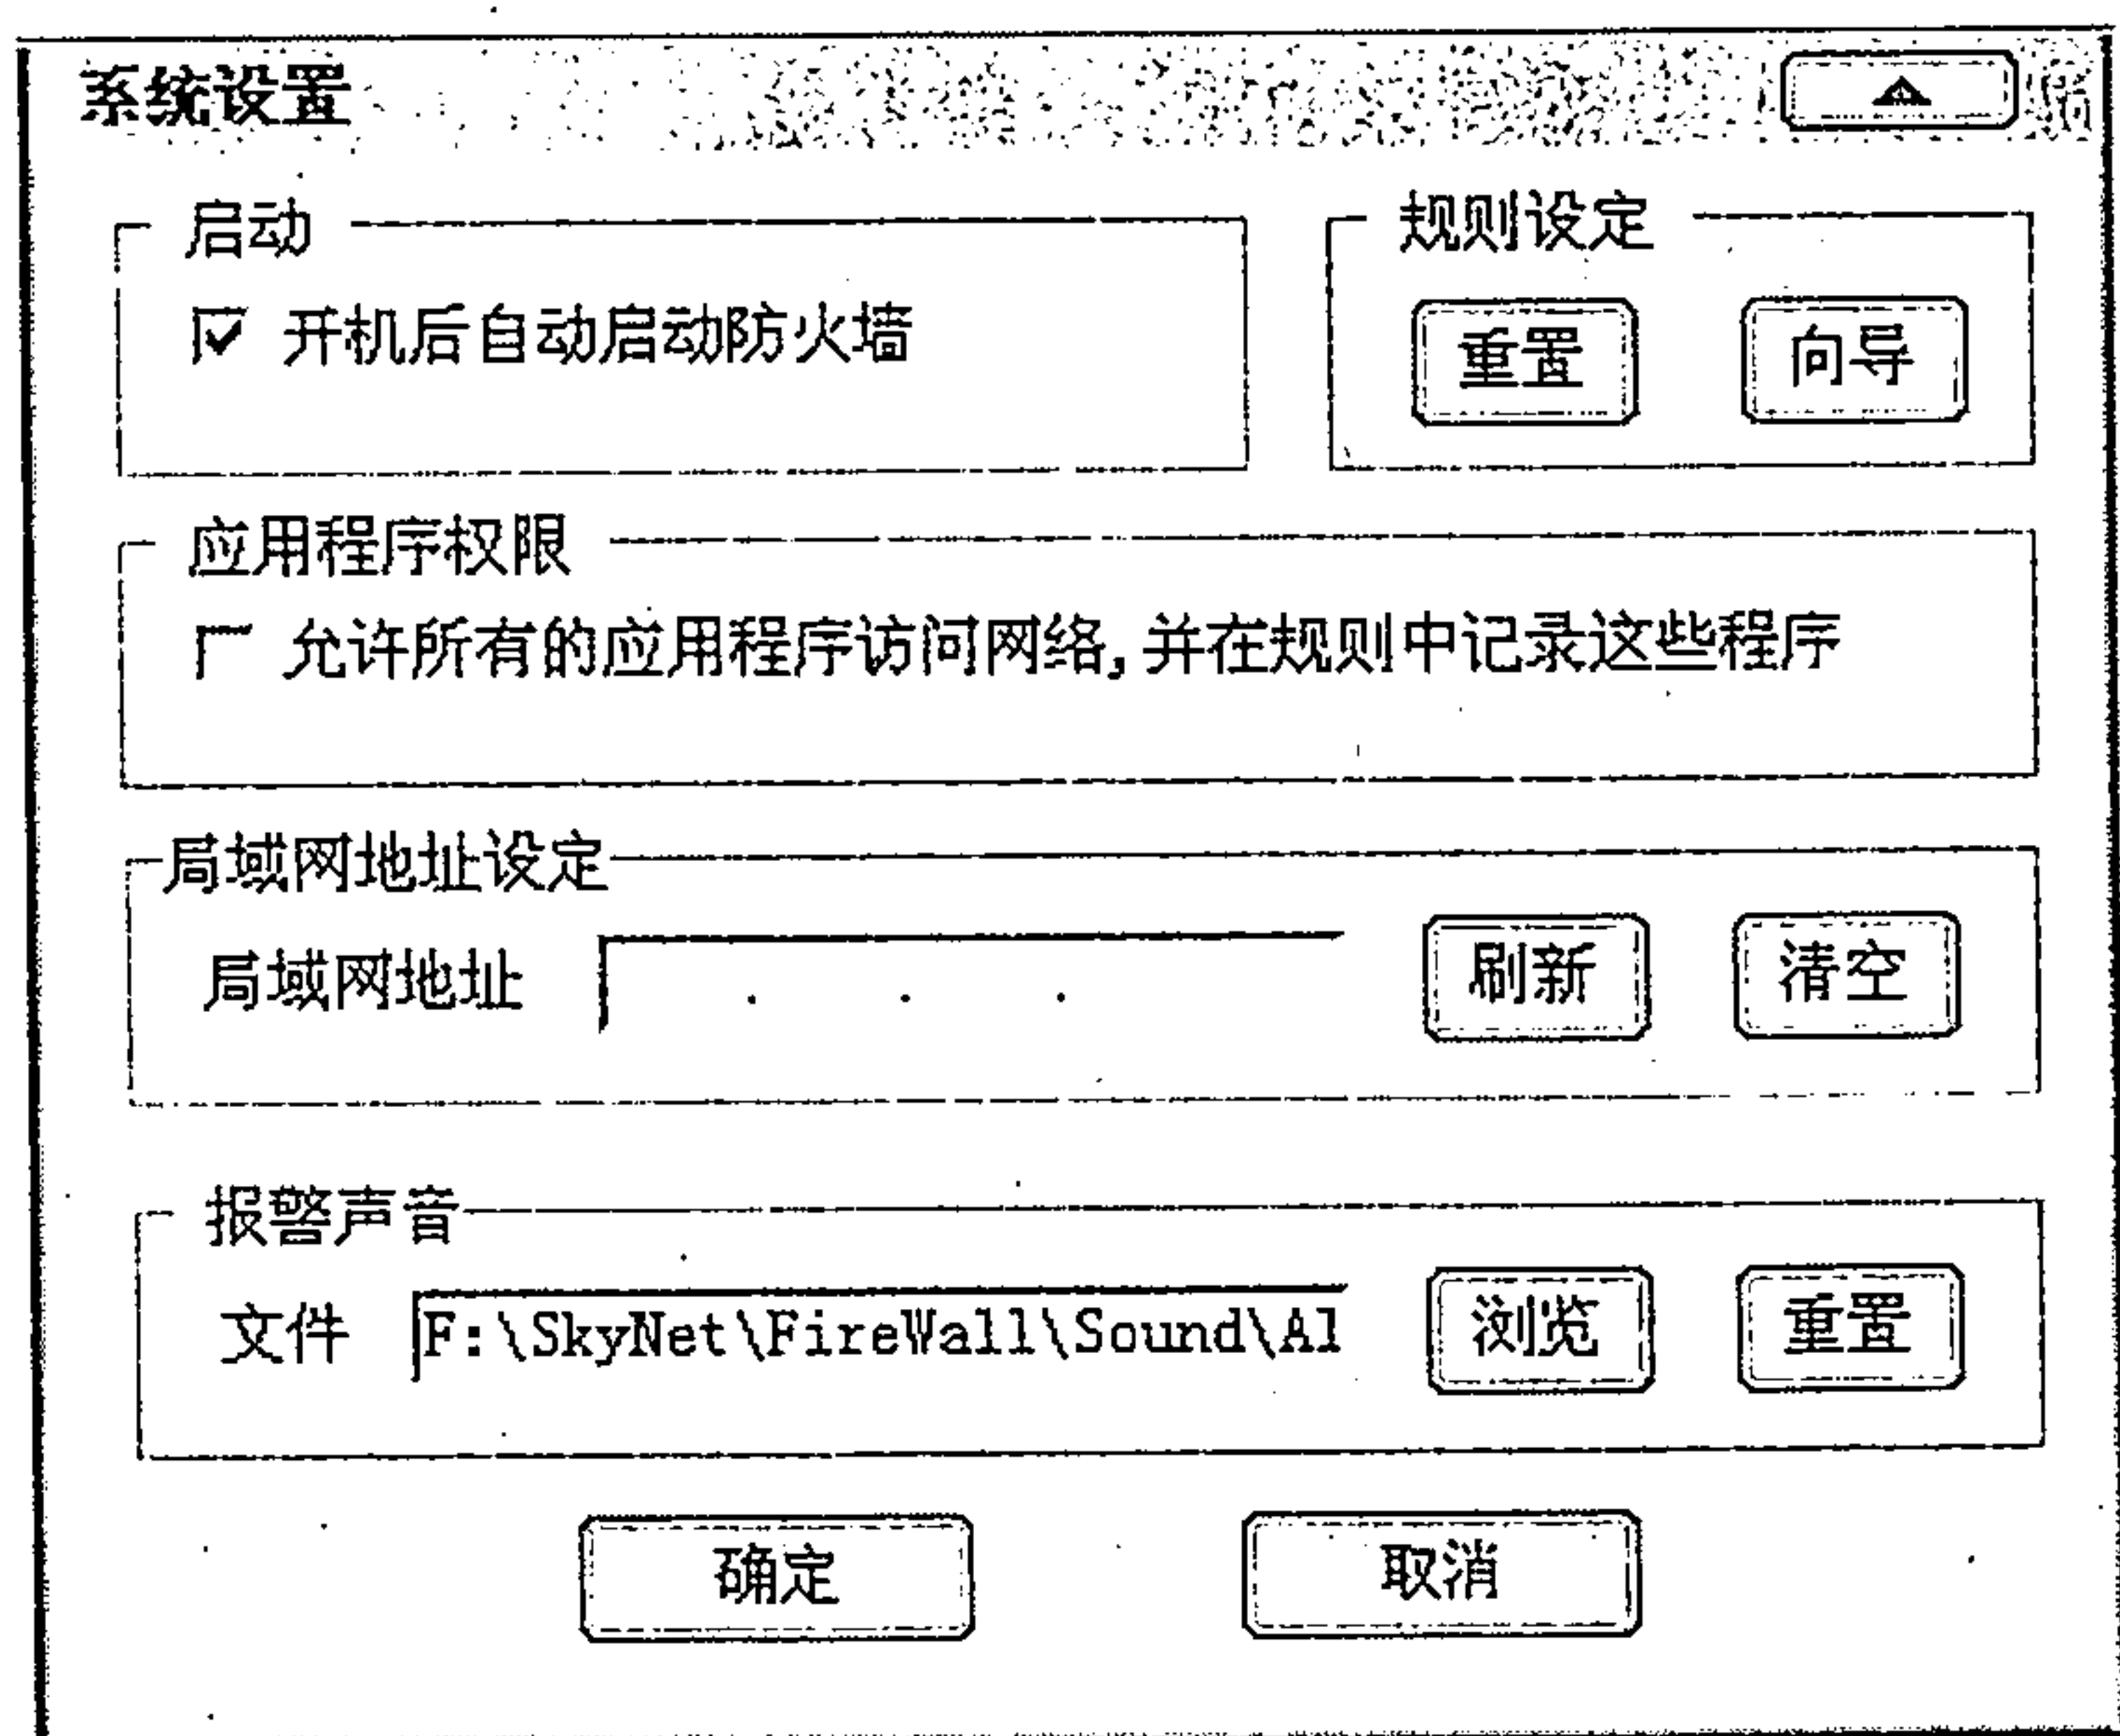 系统设置
启动
规则设定
开机后自动启动防火墙
重置
向导
应用程序权限
允许所有的应用程序访问网络,并在规则中记录这些程序
局域网地址设定
局域网地址 . . .
刷新
清空
报警声音
文件 F:\SkyNet\FireWall\Sound\Al
浏览
重置
确定
取消